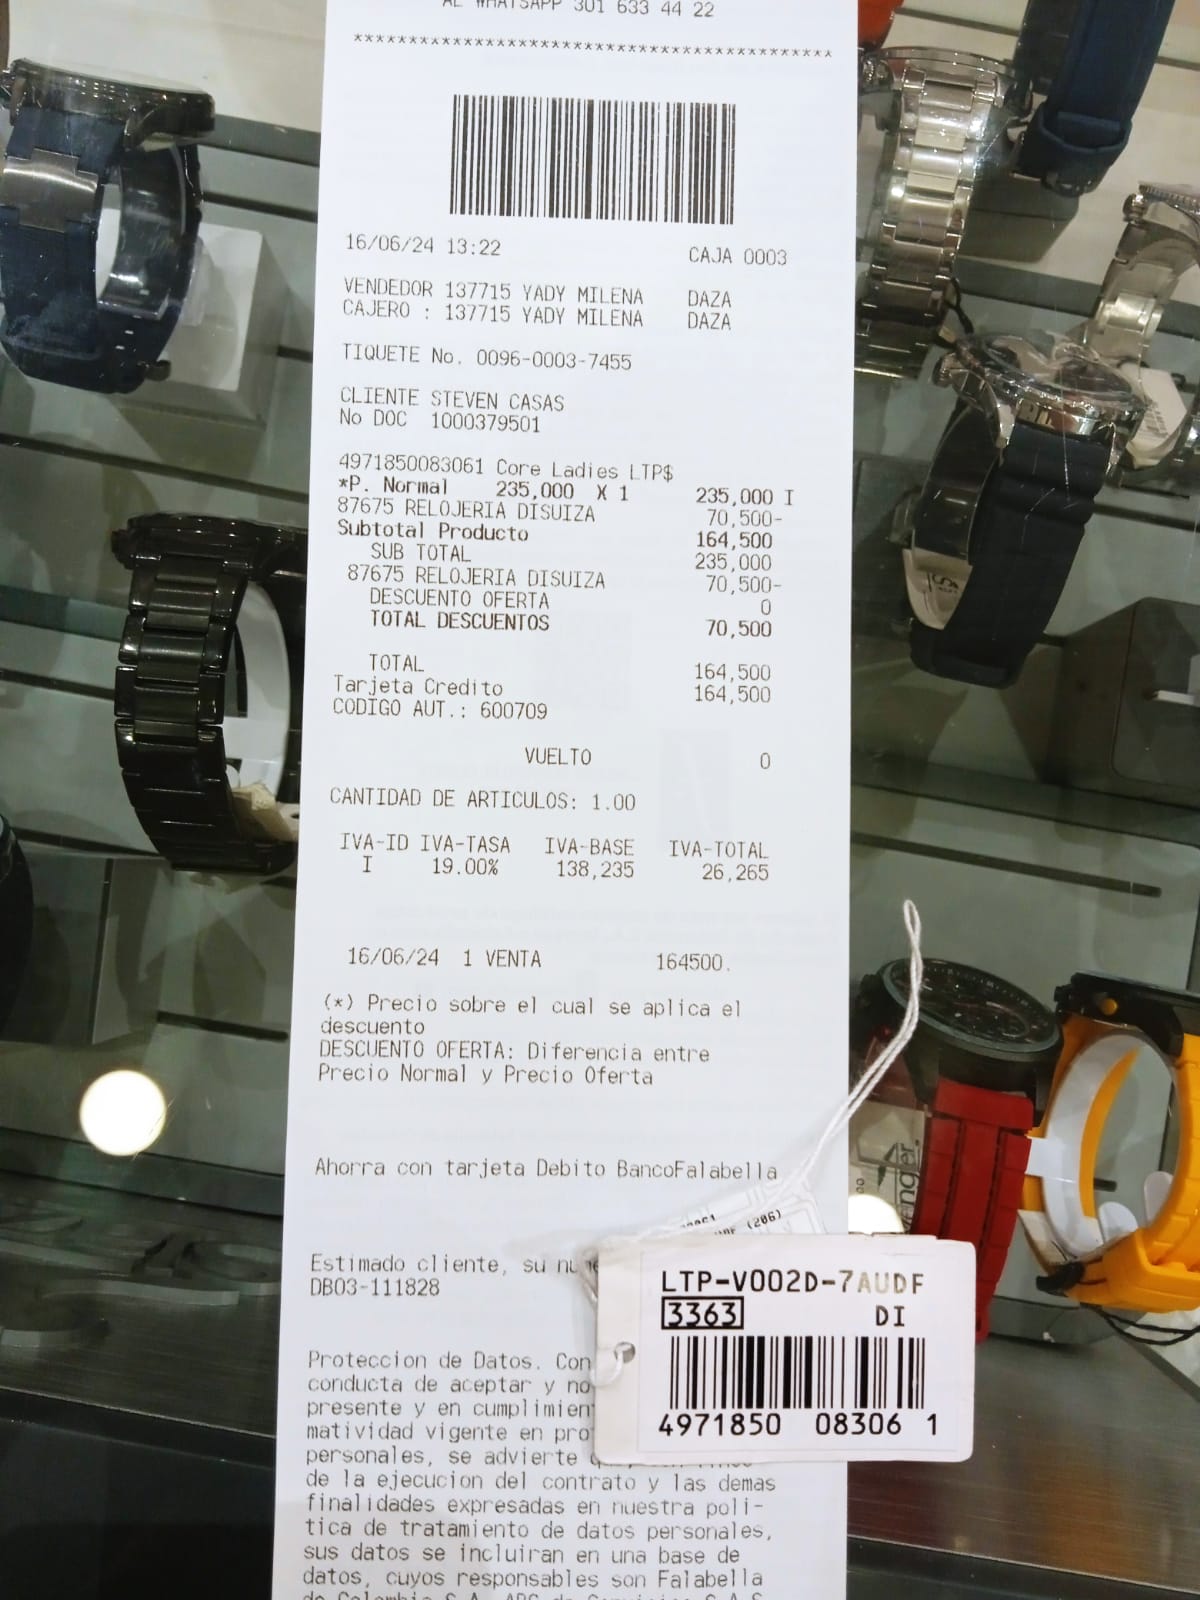 AL WHATSAPP 301 633 44 22
********************************************
16/06/24 13:22 CAJA 0003
VENDEDOR 137715 YADY MILENA DAZA
CAJERO : 137715 YADY MILENA DAZA
TIQUETE No. 0096-0003-7455
CLIENTE STEVEN CASAS
No DOC 1000379501
4971850083061 Core Ladies LTP$
*P. Normal 235,000 X 1 235,000 I
87675 RELOJERIA DISUIZA 70,500-
Subtotal Producto 164,500
SUB TOTAL 235,000
87675 RELOJERIA DISUIZA 70,500-
DESCUENTO OFERTA 0
TOTAL DESCUENTOS 70,500
TOTAL 164,500
Tarjeta Credito 164,500
CODIGO AUT.: 600709
VUELTO 0
CANTIDAD DE ARTICULOS: 1.00
IVA-ID IVA-TASA IVA-BASE IVA-TOTAL
I 19.00% 138,235 26,265
16/06/24 1 VENTA 164500.
(*) Precio sobre el cual se aplica el
descuento
DESCUENTO OFERTA: Diferencia entre
Precio Normal y Precio Oferta
Ahorra con tarjeta Debito BancoFalabella
(206)
Estimado cliente, su
DB03-111828
LTP-V002D-7AUDF
3363 DI
4971850 08306 1
Proteccion de Datos. Con
conducta de aceptar y no
presente y en
matividad vigente en
personales, se advierte
de la ejecucion del contrato y las demas
finalidades expresadas en nuestra poli-
tica de tratamiento de datos personales,
sus datos se incluiran en una base de
datos, cuyos responsables son Falabella
de Colombia S.A. ABC de Servicios S.A.S